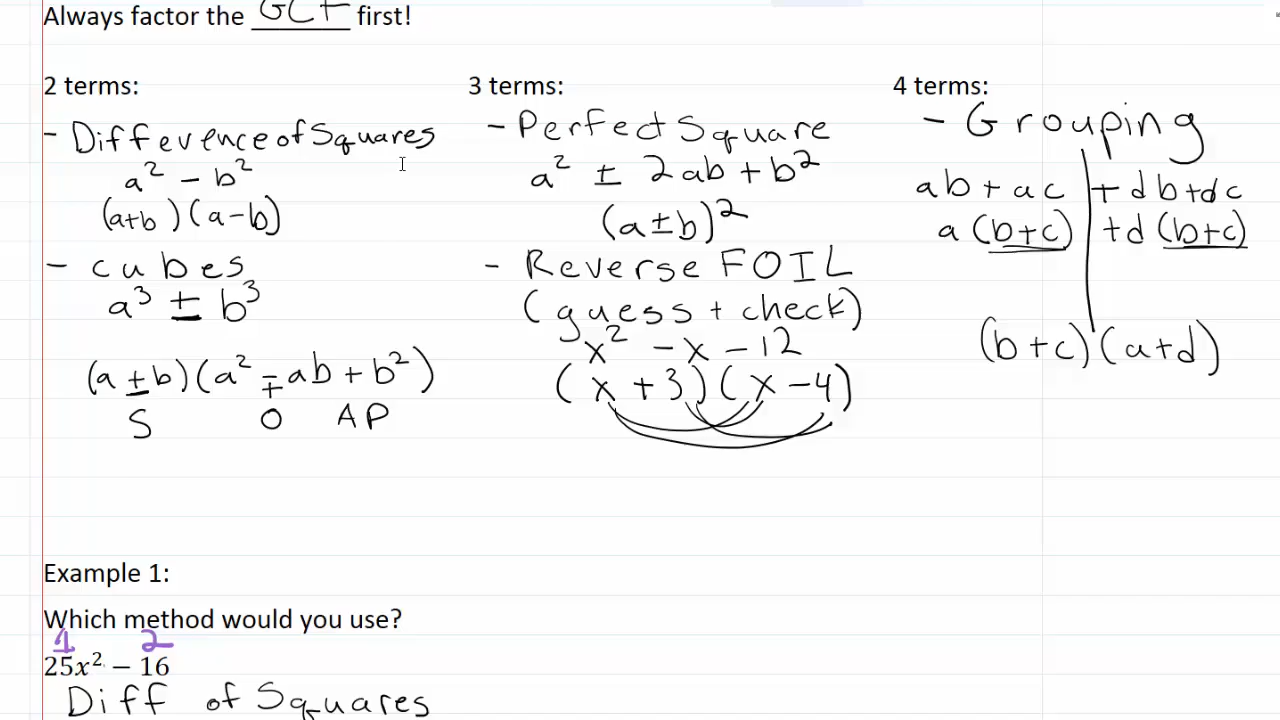 Always factor the GCF first!
2 terms:
- Difference of Squares
a² - b²
(a+b)(a-b)
- cubes
a³ ± b³
(a ± b)(a² ∓ ab + b²)
S O AP
3 terms:
- Perfect Square
a² ± 2ab + b²
(a ± b)²
- Reverse FOIL
(guess + check)
x² - x - 12
(x + 3)(x - 4)
4 terms:
- Grouping
ab + ac + db + dc
a(b+c) + d(b+c)
(b+c)(a+d)
Example 1:
Which method would you use?
1 2
25x² − 16
Diff of Squares